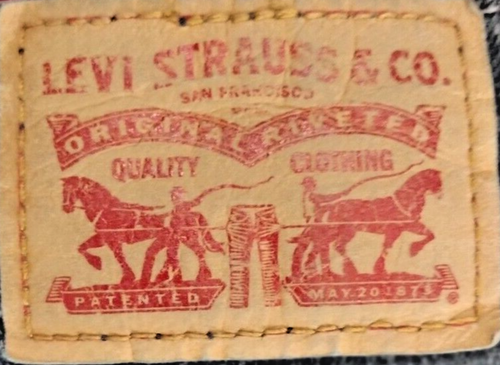 LEVI STRAUSS & CO.
SAN FRANCISCO
ORIGINAL RIVETED
QUALITY CLOTHING
PATENTED MAY 20 1873 ®